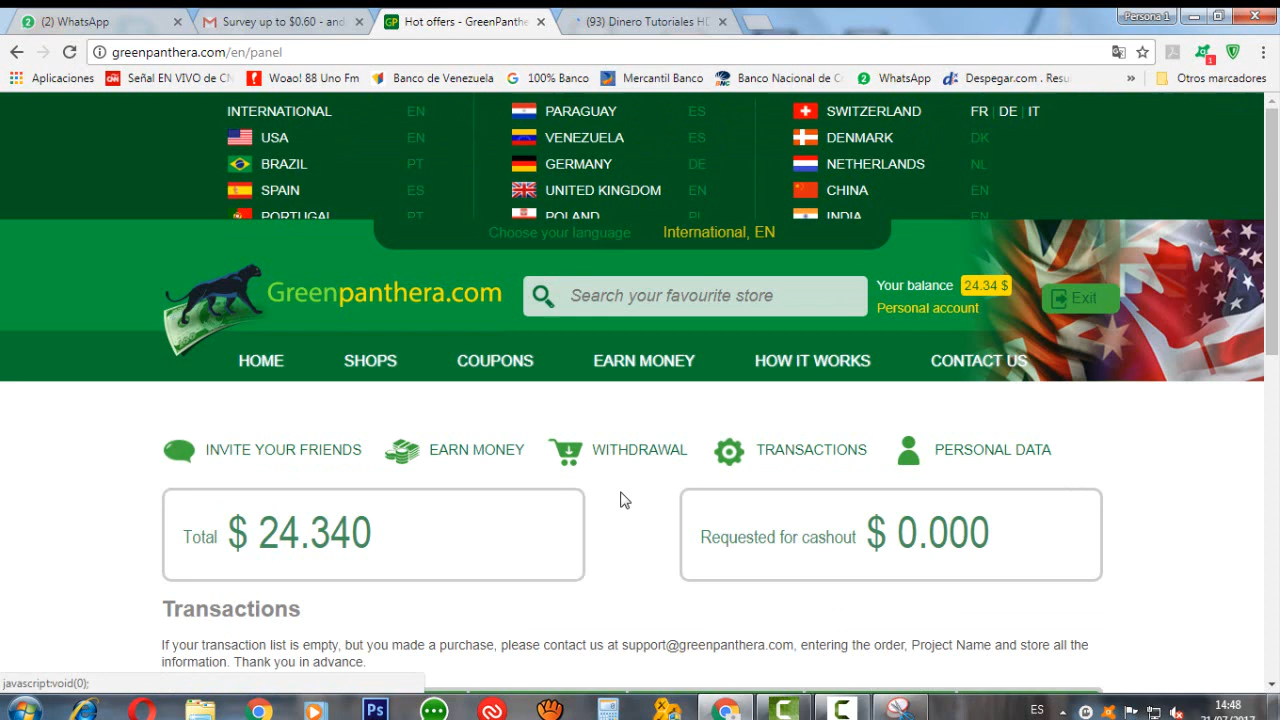 (2) WhatsApp
Survey up to $0.60 - and
Hot offers - GreenPanthe
(93) Dinero Tutoriales HD
Persona 1
greenpanthera.com/en/panel
Aplicaciones
Señal EN VIVO de CN
Woao! 88 Uno Fm
Banco de Venezuela
100% Banco
Mercantil Banco
Banco Nacional de C
WhatsApp
Despegar.com . Resu
»
Otros marcadores
INTERNATIONAL EN
USA EN
BRAZIL PT
SPAIN ES
PORTUGAL PT
PARAGUAY ES
VENEZUELA ES
GERMANY DE
UNITED KINGDOM EN
POLAND PL
SWITZERLAND FR | DE | IT
DENMARK DK
NETHERLANDS NL
CHINA EN
INDIA EN
Choose your language International, EN
Greenpanthera.com
Search your favourite store
Your balance 24.34 $
Personal account
Exit
HOME
SHOPS
COUPONS
EARN MONEY
HOW IT WORKS
CONTACT US
INVITE YOUR FRIENDS
EARN MONEY
WITHDRAWAL
TRANSACTIONS
PERSONAL DATA
Total $ 24.340
Requested for cashout $ 0.000
Transactions
If your transaction list is empty, but you made a purchase, please contact us at support@greenpanthera.com, entering the order, Project Name and store all the
information. Thank you in advance.
javascript:void(0);
Ps
ES
14:48
21/07/2017